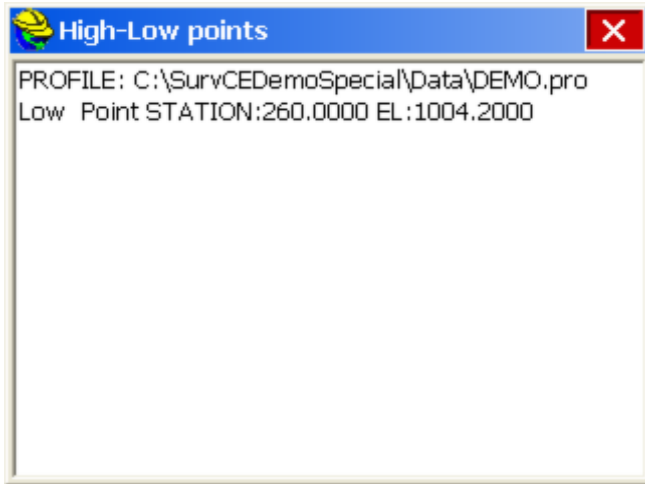 High-Low points
PROFILE: C:\SurvCEDemoSpecial\Data\DEMO.pro
Low  Point STATION:260.0000 EL:1004.2000